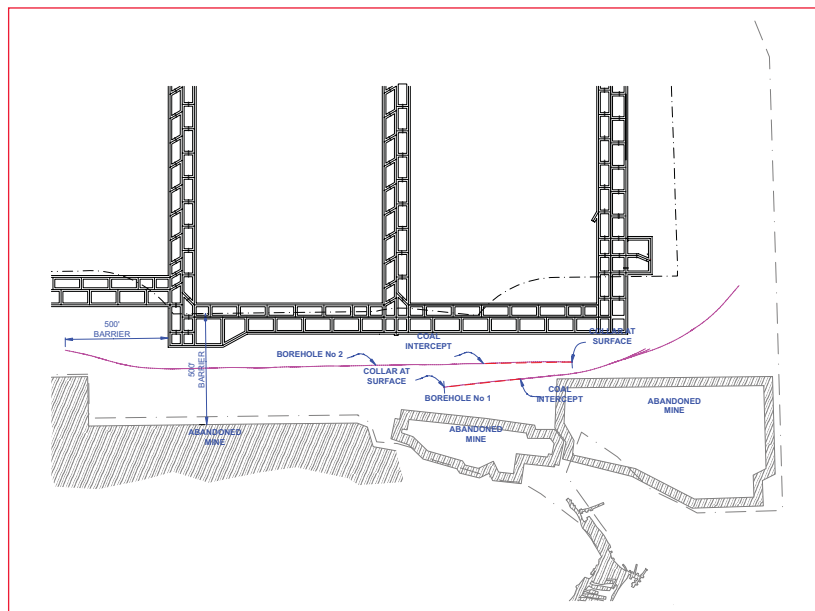 500'
BARRIER
500'
BARRIER
COAL
INTERCEPT
COLLAR AT
SURFACE
BOREHOLE No 2
COLLAR AT
SURFACE
BOREHOLE No 1
COAL
INTERCEPT
ABANDONED
MINE
ABANDONED
MINE
ABANDONED
MINE